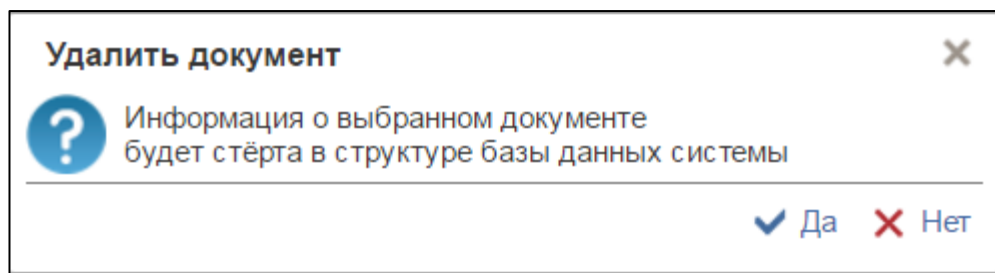 Удалить документ
Информация о выбранном документе
будет стёрта в структуре базы данных системы
Да Нет